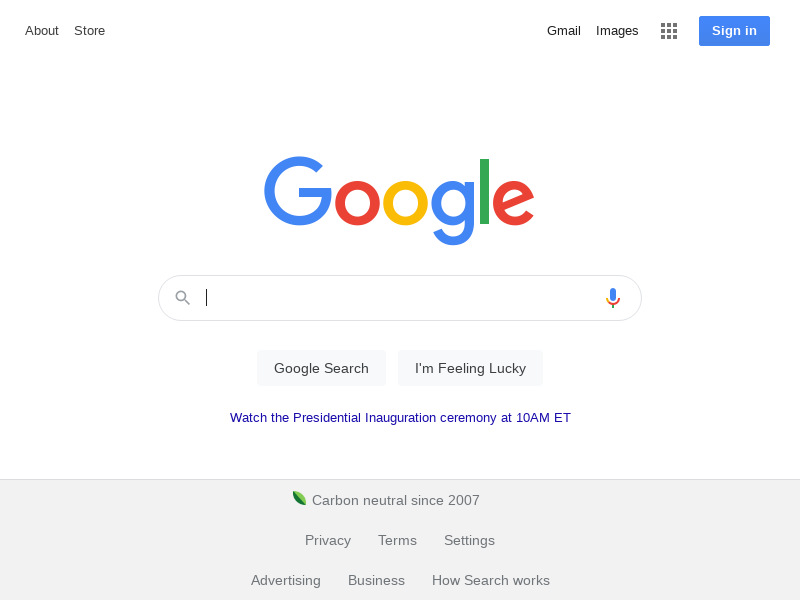 About Store Gmail Images Sign in
Google
Google Search I'm Feeling Lucky
Watch the Presidential Inauguration ceremony at 10AM ET
Carbon neutral since 2007
Privacy Terms Settings
Advertising Business How Search works